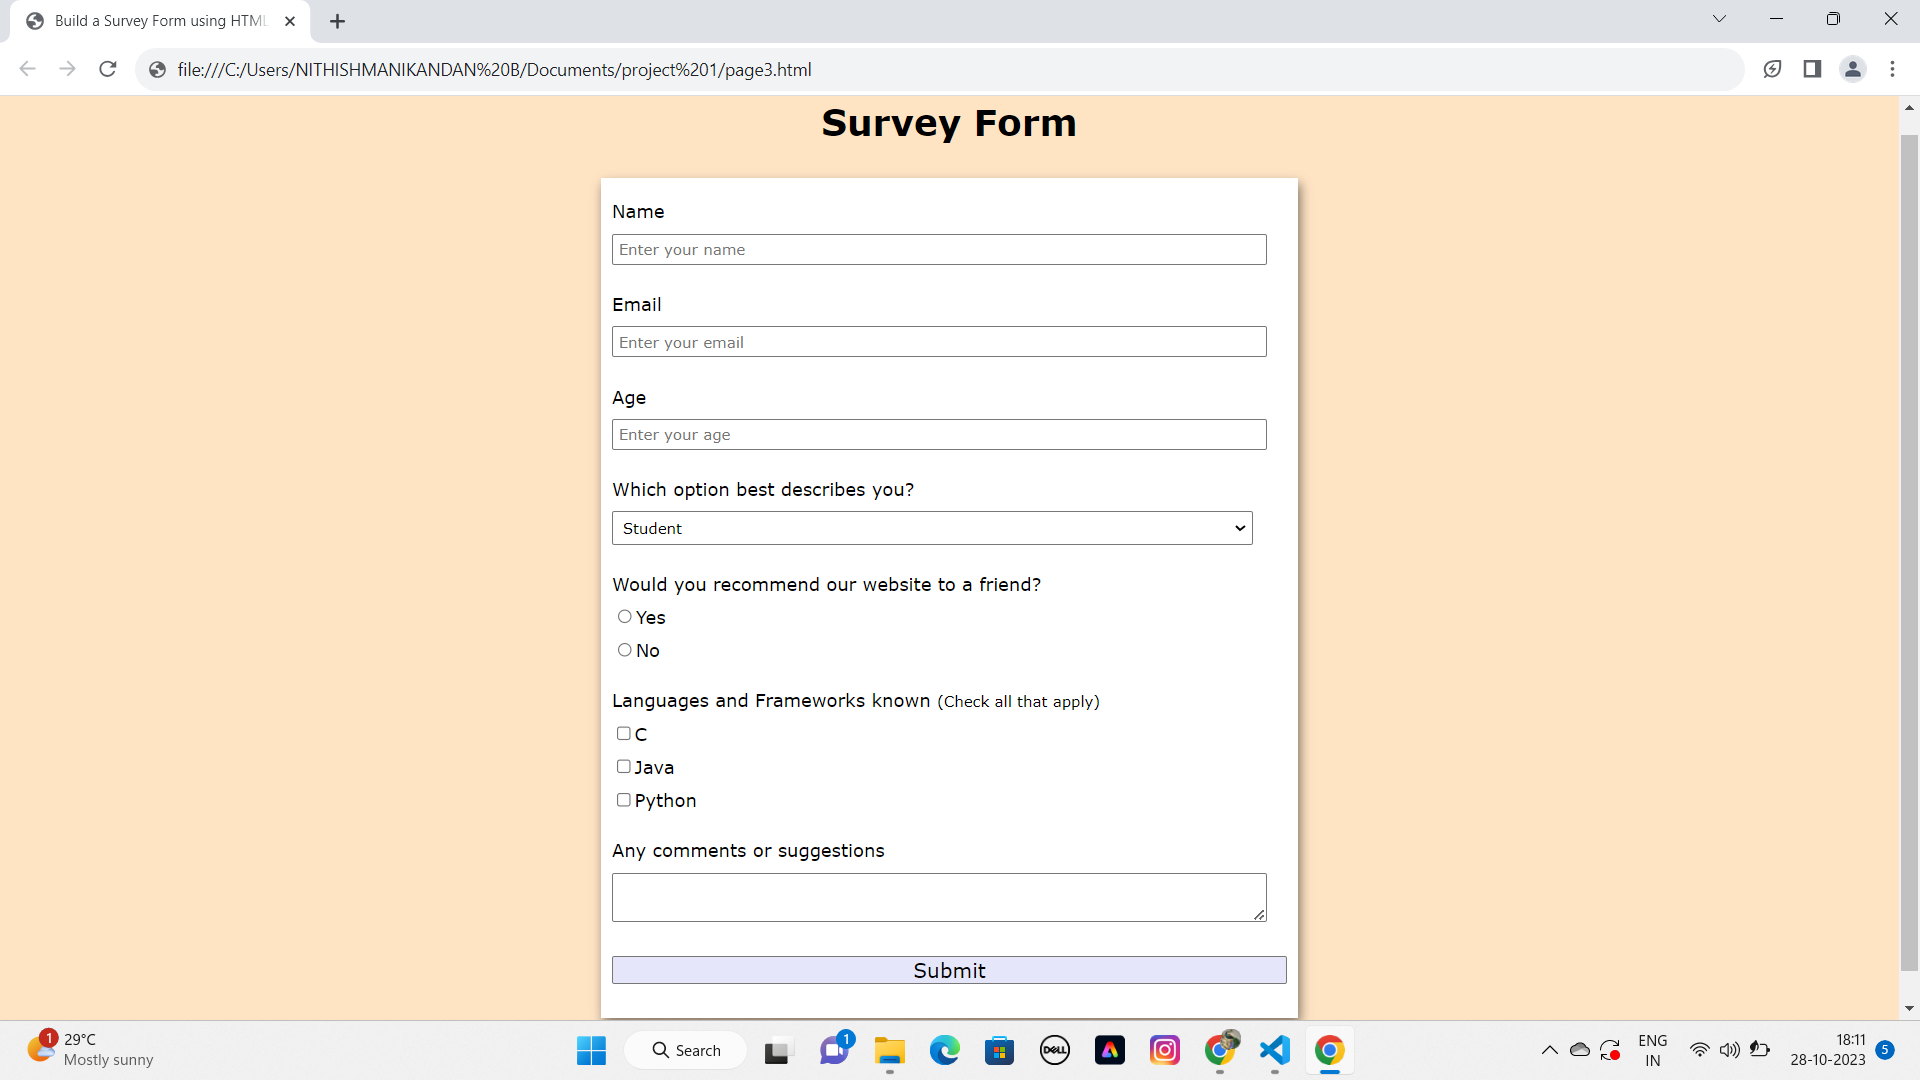 Build a Survey Form using HTML
file:///C:/Users/NITHISHMANIKANDAN%20B/Documents/project%201/page3.html
Survey Form
Name
Enter your name
Email
Enter your email
Age
Enter your age
Which option best describes you?
Student
Would you recommend our website to a friend?
Yes
No
Languages and Frameworks known (Check all that apply)
C
Java
Python
Any comments or suggestions
Submit
1
29°C
Mostly sunny
Search
1
DELL
ENG
IN
18:11
28-10-2023
5